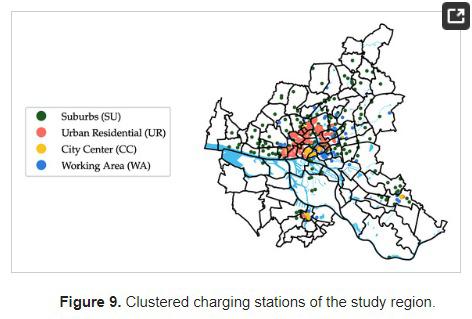 Suburbs (SU)
Urban Residential (UR)
City Center (CC)
Working Area (WA)
Figure 9. Clustered charging stations of the study region.